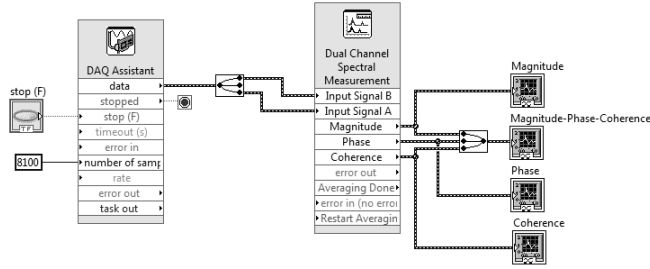 DAQ Assistant
data
stopped
stop (F)
timeout (s)
error in
number of samp
rate
error out
task out
stop (F)
TF
8100
Dual Channel
Spectral
Measurement
Input Signal B
Input Signal A
Magnitude
Phase
Coherence
error out
Averaging Done
error in (no erro
Restart Averagin
Magnitude
Magnitude-Phase-Coherence
Phase
Coherence